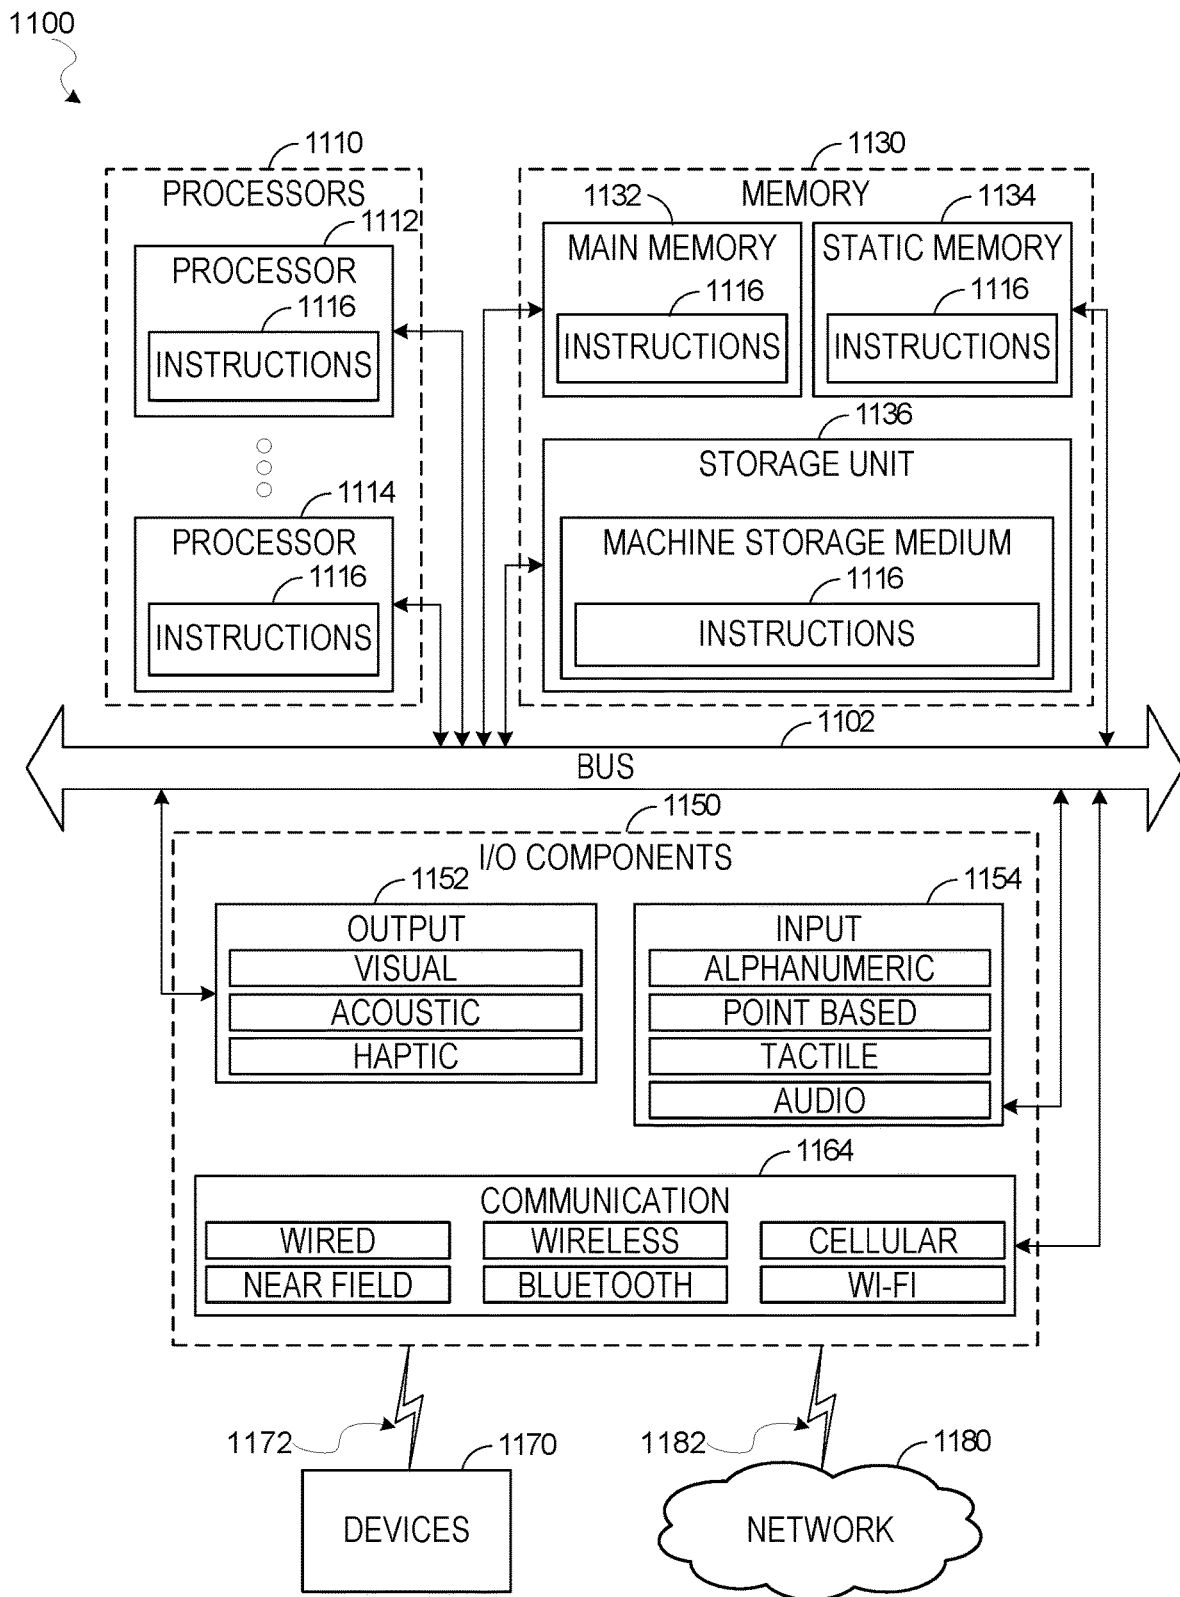 1100
1110
PROCESSORS
1112
PROCESSOR
1116
INSTRUCTIONS
1114
PROCESSOR
1116
INSTRUCTIONS
1130
MEMORY
1132
MAIN MEMORY
1116
INSTRUCTIONS
1134
STATIC MEMORY
1116
INSTRUCTIONS
1136
STORAGE UNIT
MACHINE STORAGE MEDIUM
1116
INSTRUCTIONS
1102
BUS
1150
I/O COMPONENTS
1152
OUTPUT
VISUAL
ACOUSTIC
HAPTIC
1154
INPUT
ALPHANUMERIC
POINT BASED
TACTILE
AUDIO
1164
COMMUNICATION
WIRED
WIRELESS
CELLULAR
NEAR FIELD
BLUETOOTH
WI-FI
1172
1170
DEVICES
1182
1180
NETWORK